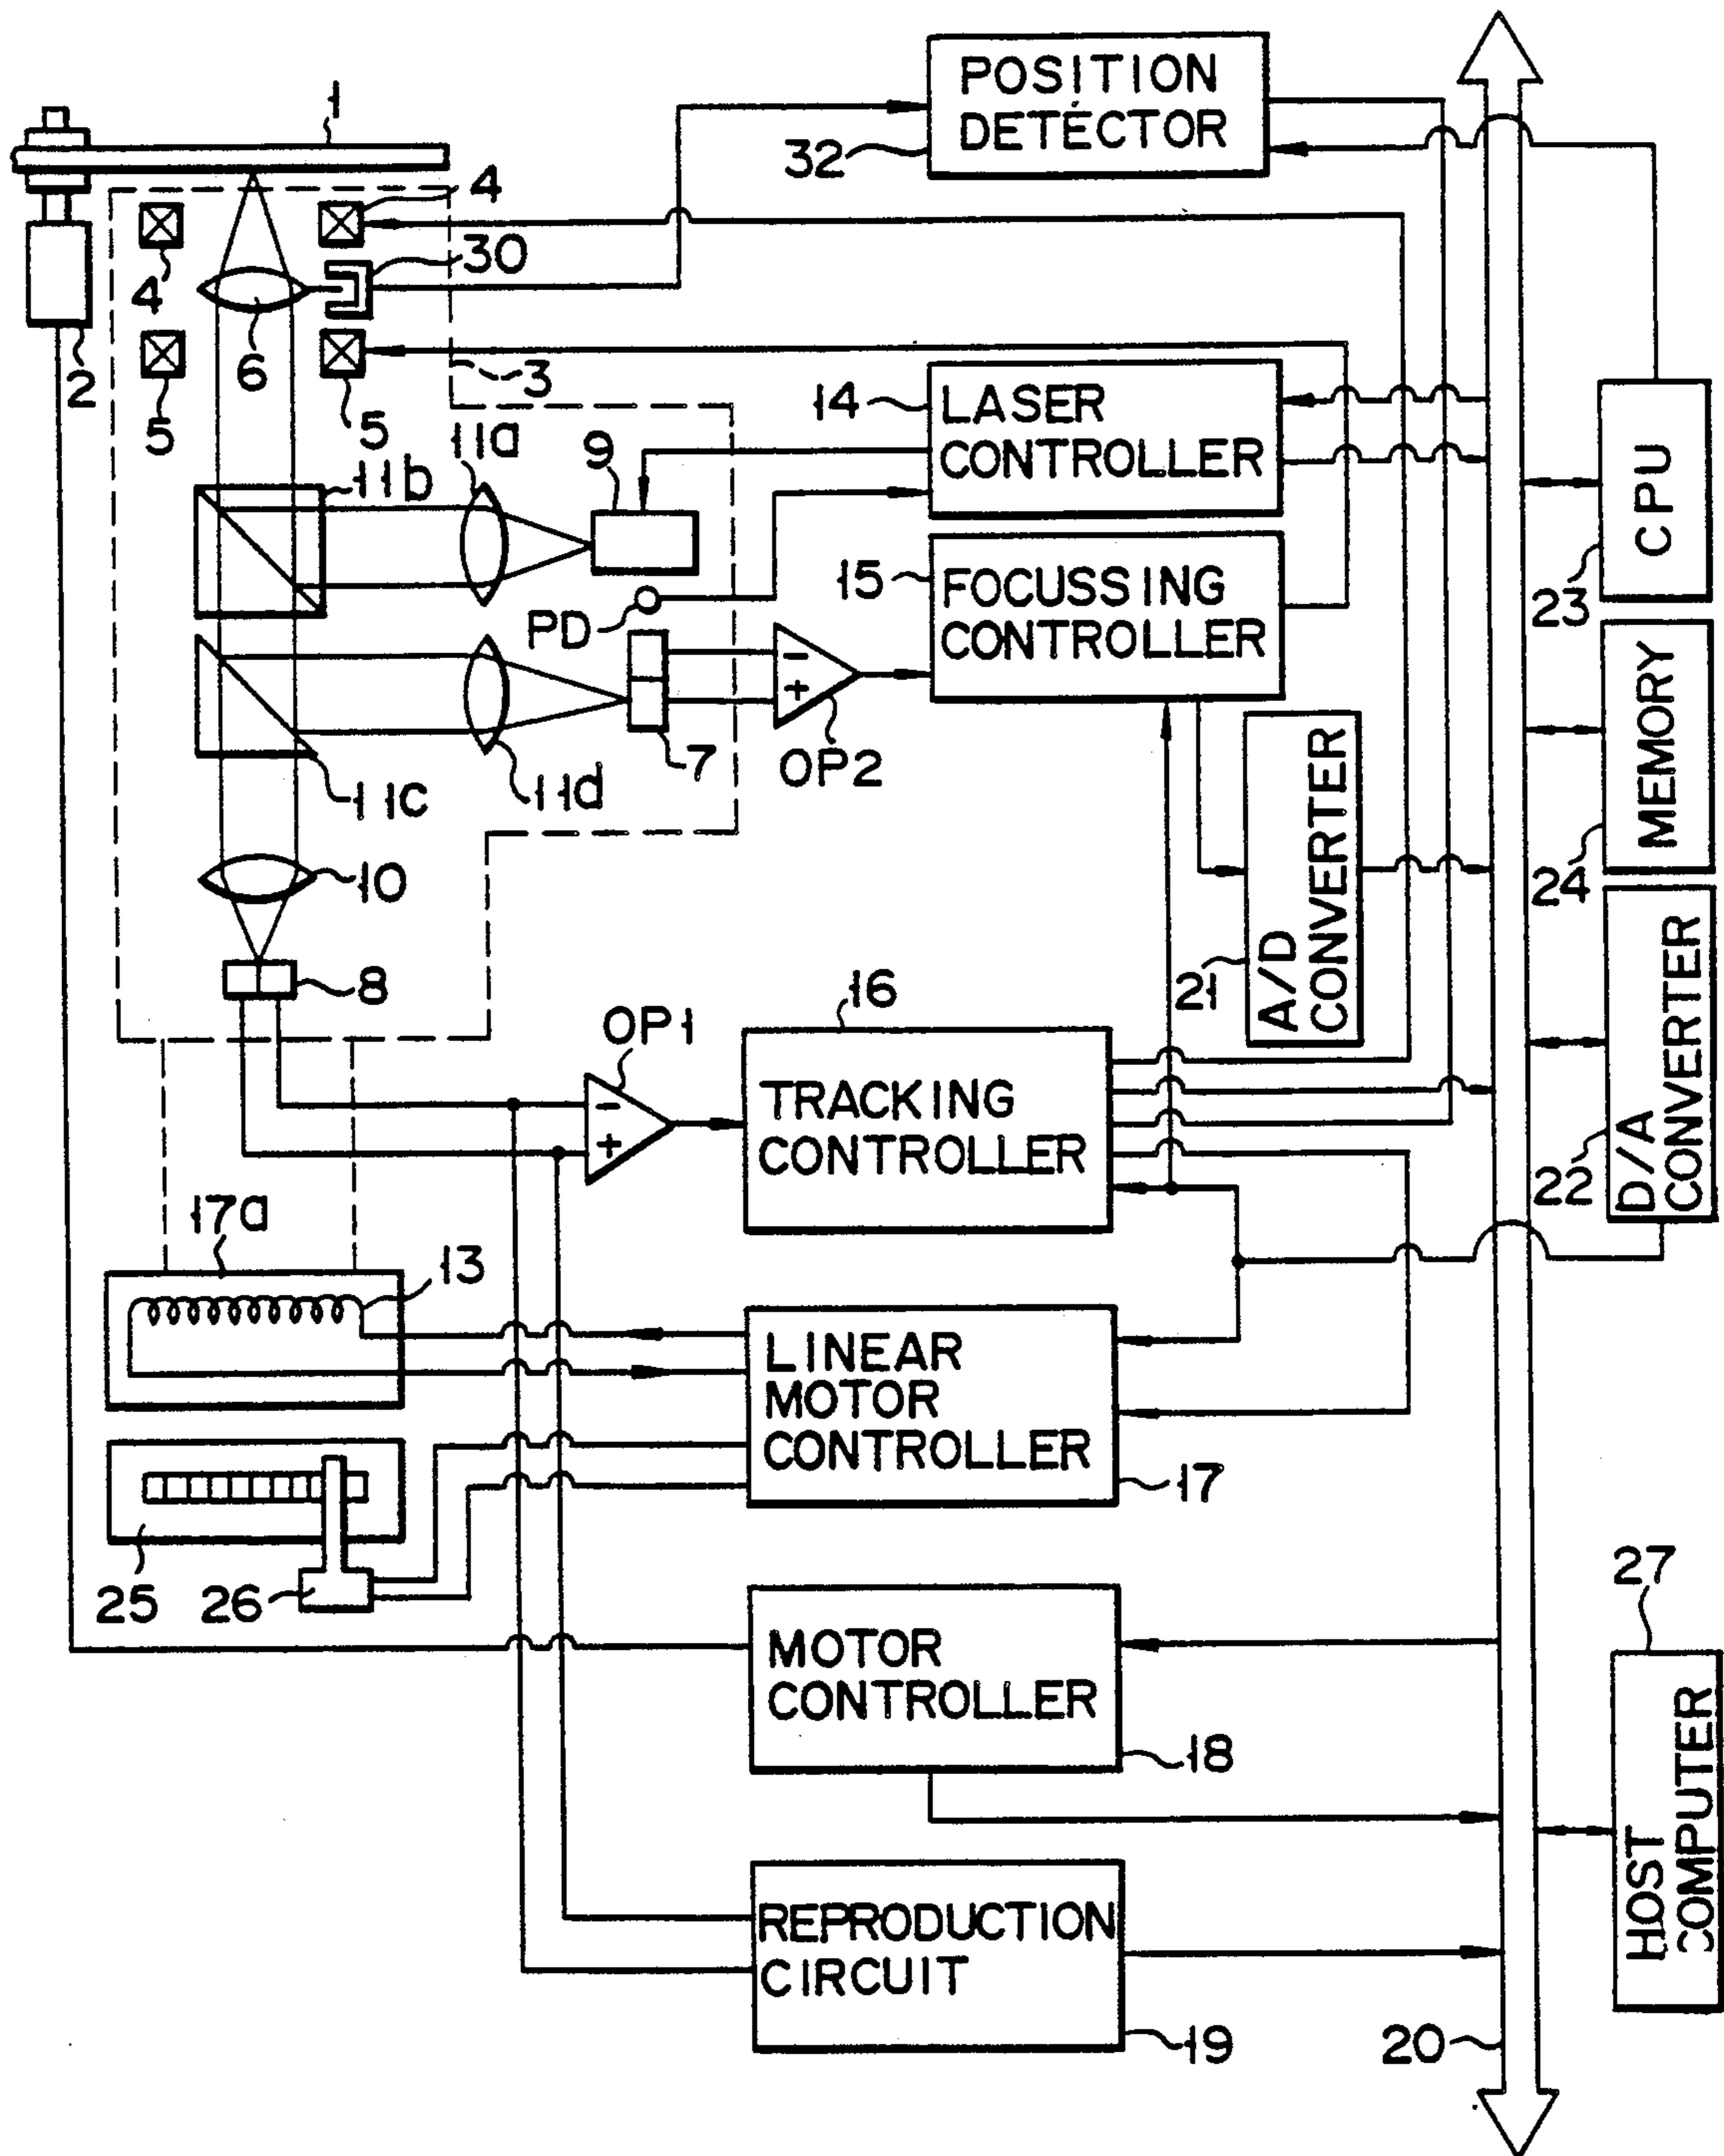 1
POSITION
DETECTOR
32
4
30
4
6
2
5
5
3
14
LASER
CONTROLLER
11a
9
11b
15
FOCUSSING
CONTROLLER
PD
-
+
OP2
7
11c
11d
CPU
23
MEMORY
24
10
A/D
CONVERTER
21
8
D/A
CONVERTER
22
OP1
16
-
+
TRACKING
CONTROLLER
17a
13
LINEAR
MOTOR
CONTROLLER
17
25
26
27
MOTOR
CONTROLLER
18
HOST
COMPUTER
REPRODUCTION
CIRCUIT
19
20